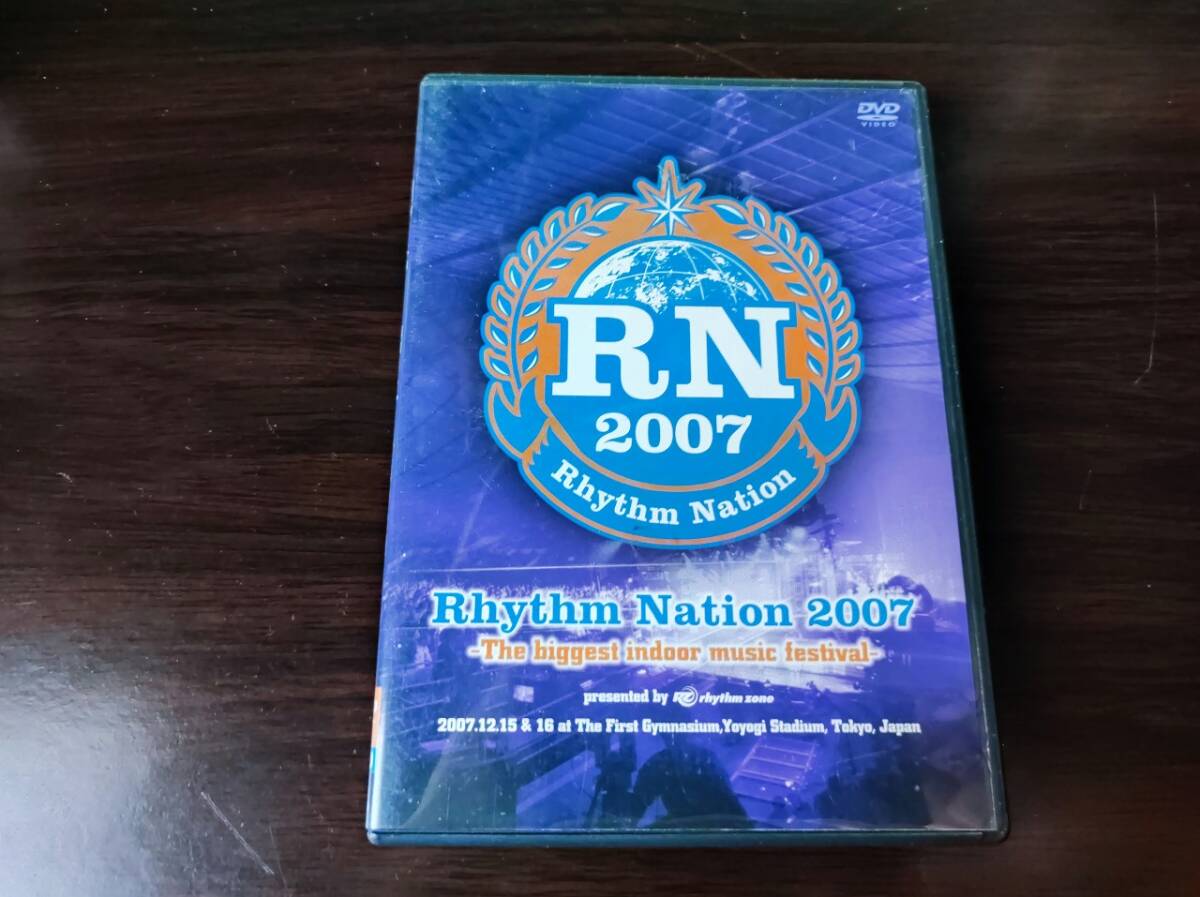 DVD
VIDEO
RN
2007
Rhythm Nation
Rhythm Nation 2007
-The biggest indoor music festival-
presented by RZ rhythm zone
2007.12.15 & 16 at The First Gymnasium,Yoyogi Stadium, Tokyo, Japan